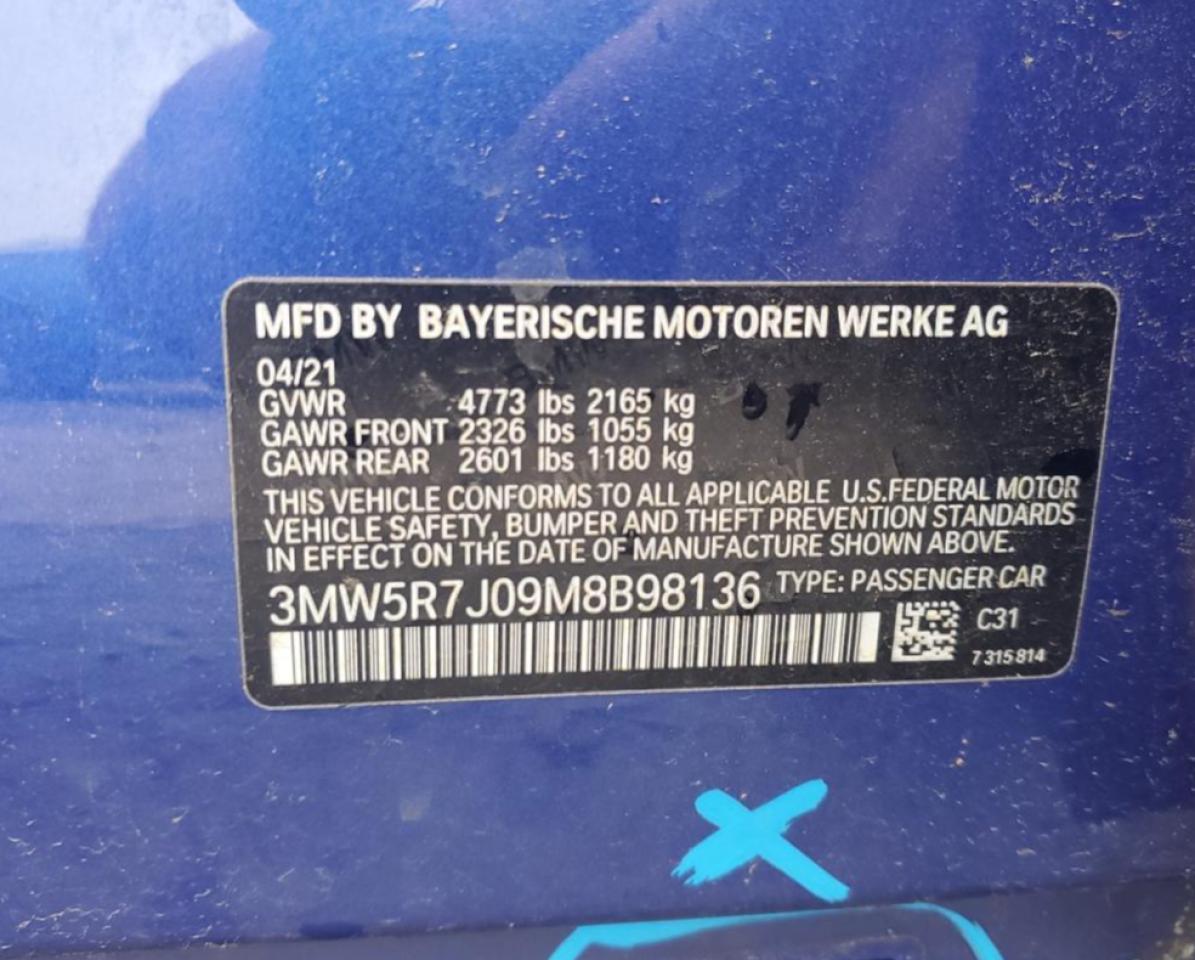 MFD BY BAYERISCHE MOTOREN WERKE AG
04/21
GVWR 4773 lbs 2165 kg
GAWR FRONT 2326 lbs 1055 kg
GAWR REAR 2601 lbs 1180 kg
THIS VEHICLE CONFORMS TO ALL APPLICABLE U.S.FEDERAL MOTOR
VEHICLE SAFETY, BUMPER AND THEFT PREVENTION STANDARDS
IN EFFECT ON THE DATE OF MANUFACTURE SHOWN ABOVE.
3MW5R7J09M8B98136 TYPE: PASSENGER CAR
C31
7 315 814